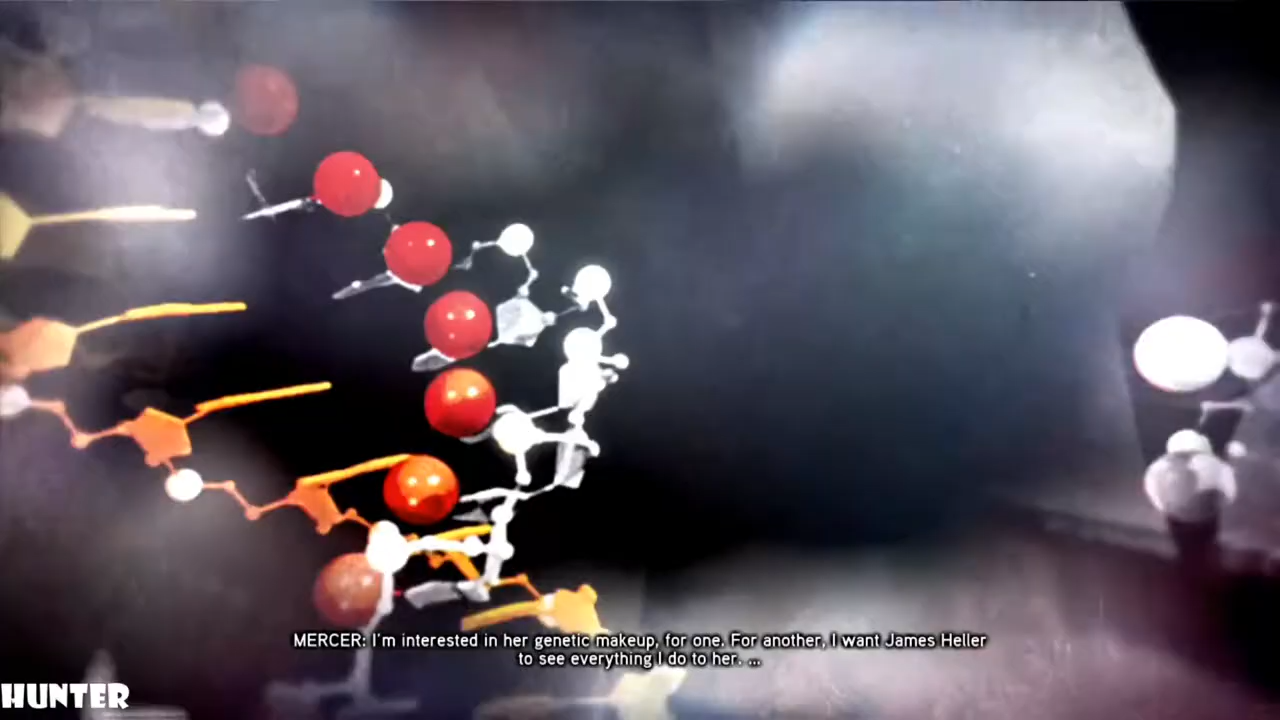 MERCER: I'm interested in her genetic makeup, for one. For another, I want James Heller
to see everything I do to her. ...
HUNTER